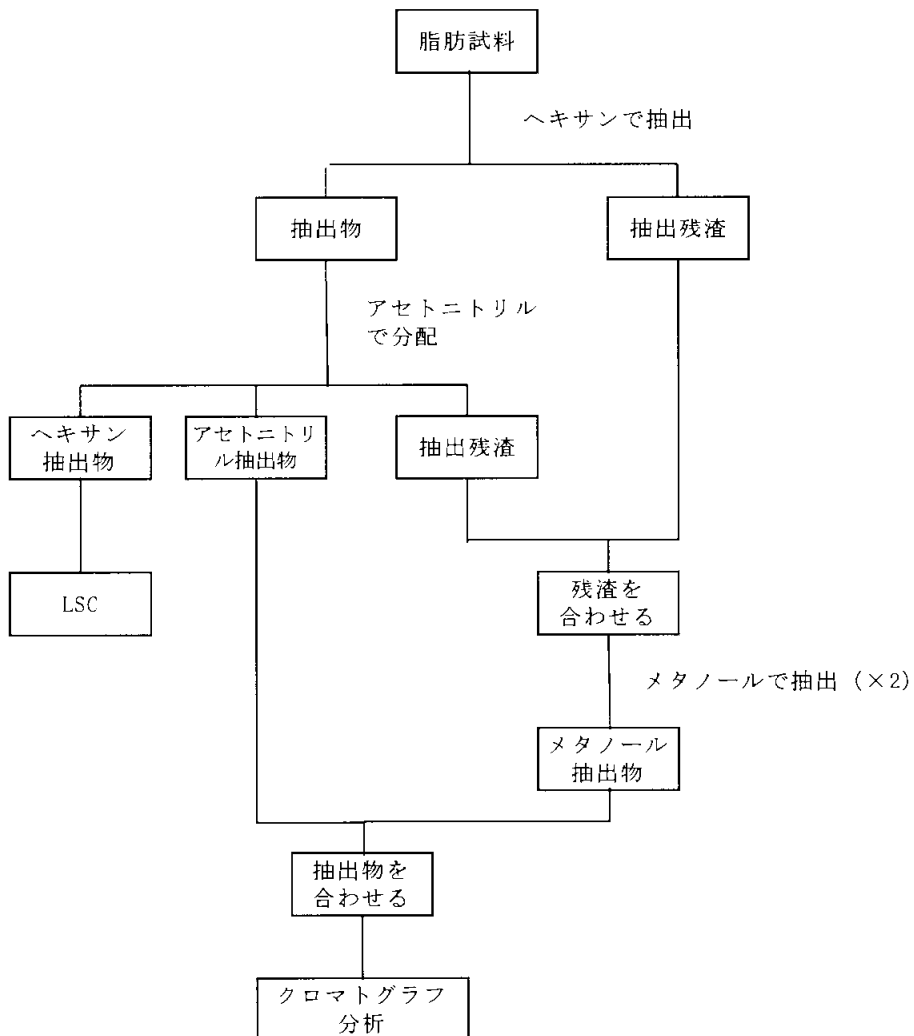 脂肪試料
ヘキサンで抽出
抽出物
抽出残渣
アセトニトリル
で分配
ヘキサン
抽出物
アセトニトリ
ル抽出物
抽出残渣
LSC
残渣を
合わせる
メタノールで抽出 (×2)
メタノール
抽出物
抽出物を
合わせる
クロマトグラフ
分析